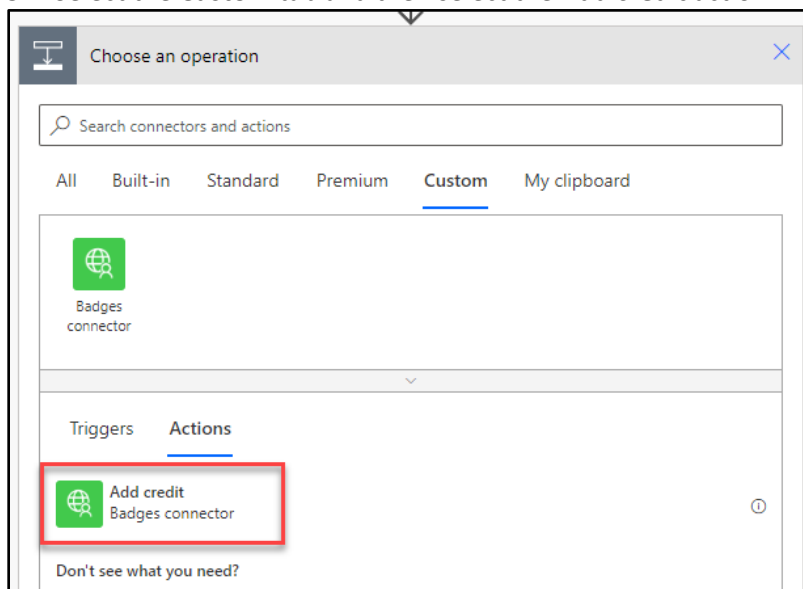 Choose an operation
Search connectors and actions
All Built-in Standard Premium Custom My clipboard
Badges
connector
Triggers Actions
Add credit
Badges connector
Don't see what you need?